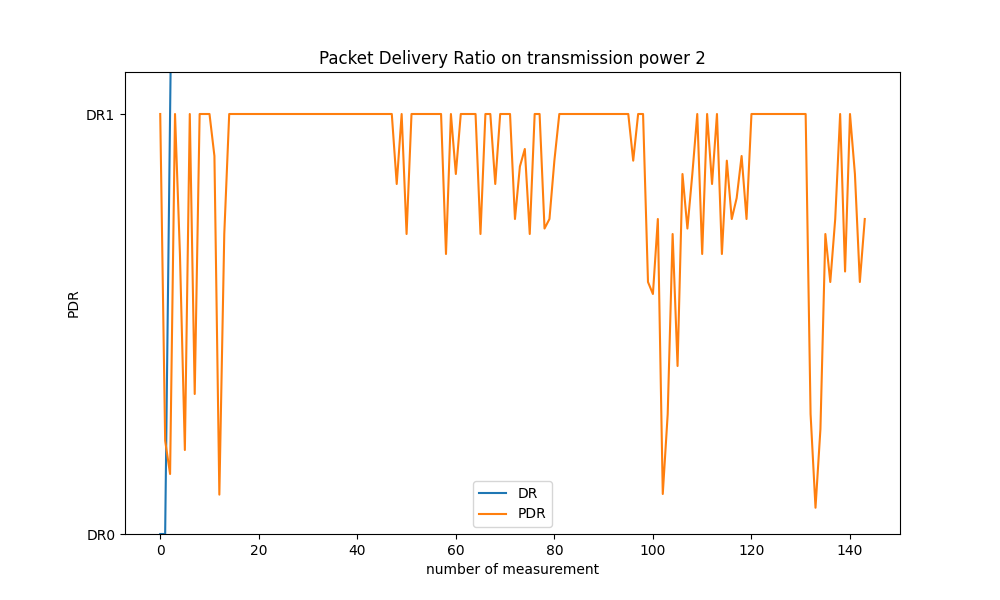 Packet Delivery Ratio on transmission power 2
DR1
PDR
DR0
DR
PDR
0 20 40 60 80 100 120 140
number of measurement